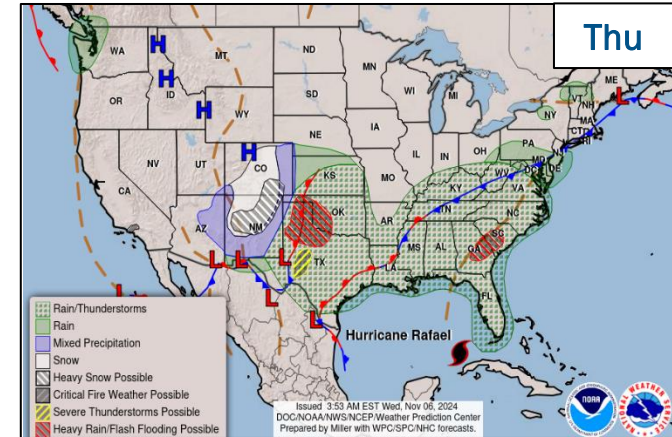 Thu
WA
MT
ND
MN
ME
OR
ID
WY
SD
WI
MI
VT
NH
NY
MA
CT
RI
NE
IA
PA
NJ
NV
UT
CO
IL
IN
OH
MD
DE
DC
CA
KS
MO
WV
VA
KY
AZ
NM
OK
AR
TN
NC
SC
TX
LA
MS
AL
GA
FL
H
H
H
H
L
L
L
L
L
L
L
L
Hurricane Rafael
Rain/Thunderstorms
Rain
Mixed Precipitation
Snow
Heavy Snow Possible
Critical Fire Weather Possible
Severe Thunderstorms Possible
Heavy Rain/Flash Flooding Possible
Issued 3:53 AM EST Wed, Nov 06, 2024
DOC/NOAA/NWS/NCEP/Weather Prediction Center
Prepared by Miller with WPC/SPC/NHC forecasts.
NOAA
NATIONAL WEATHER SERVICE